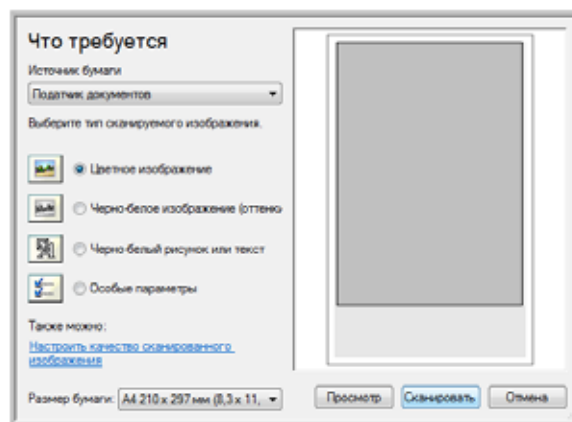 Что требуется
Источник бумаги
Податчик документов
Выберите тип сканируемого изображения.
Цветное изображение
Черно-белое изображение (оттенки
Черно-белый рисунок или текст
Особые параметры
Также можно:
Настроить качество сканированного
изображения
Размер бумаги: A4 210 x 297 мм (8,3 x 11,
Просмотр Сканировать Отмена